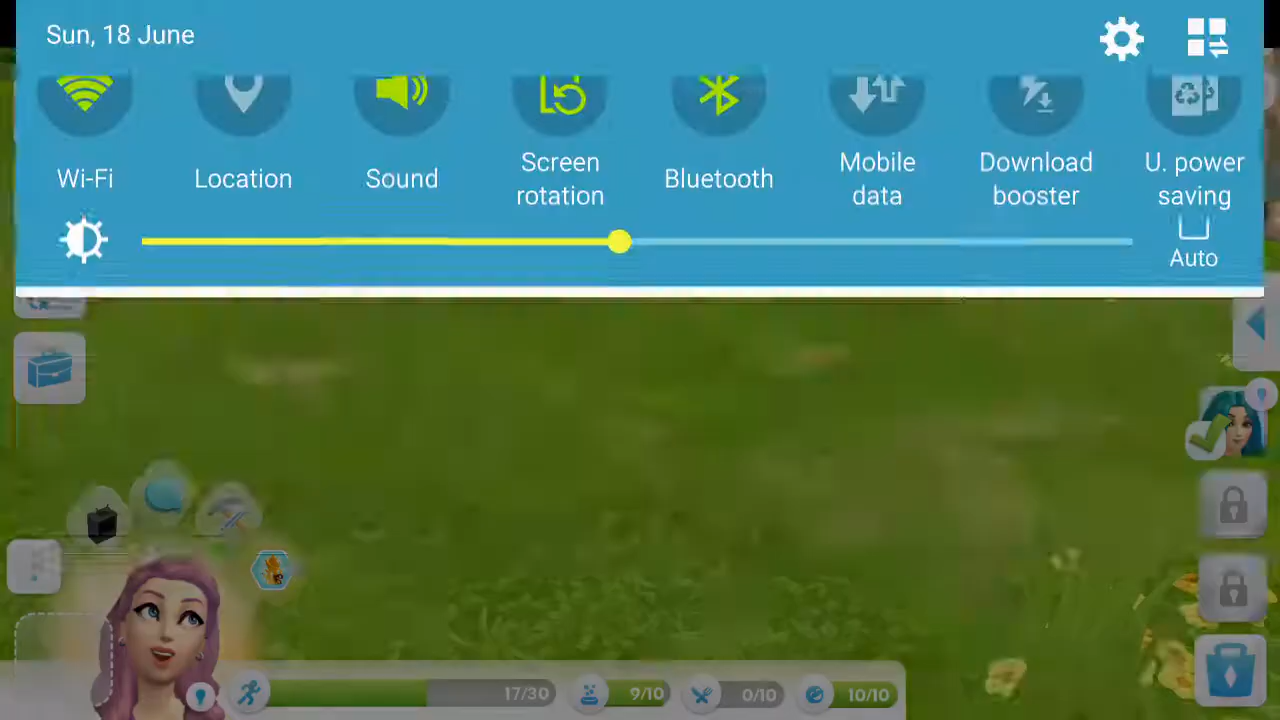 Sun, 18 June
Wi-Fi
Location
Sound
Screen
rotation
Bluetooth
Mobile
data
Download
booster
U. power
saving
Auto
17/30
9/10
0/10
10/10